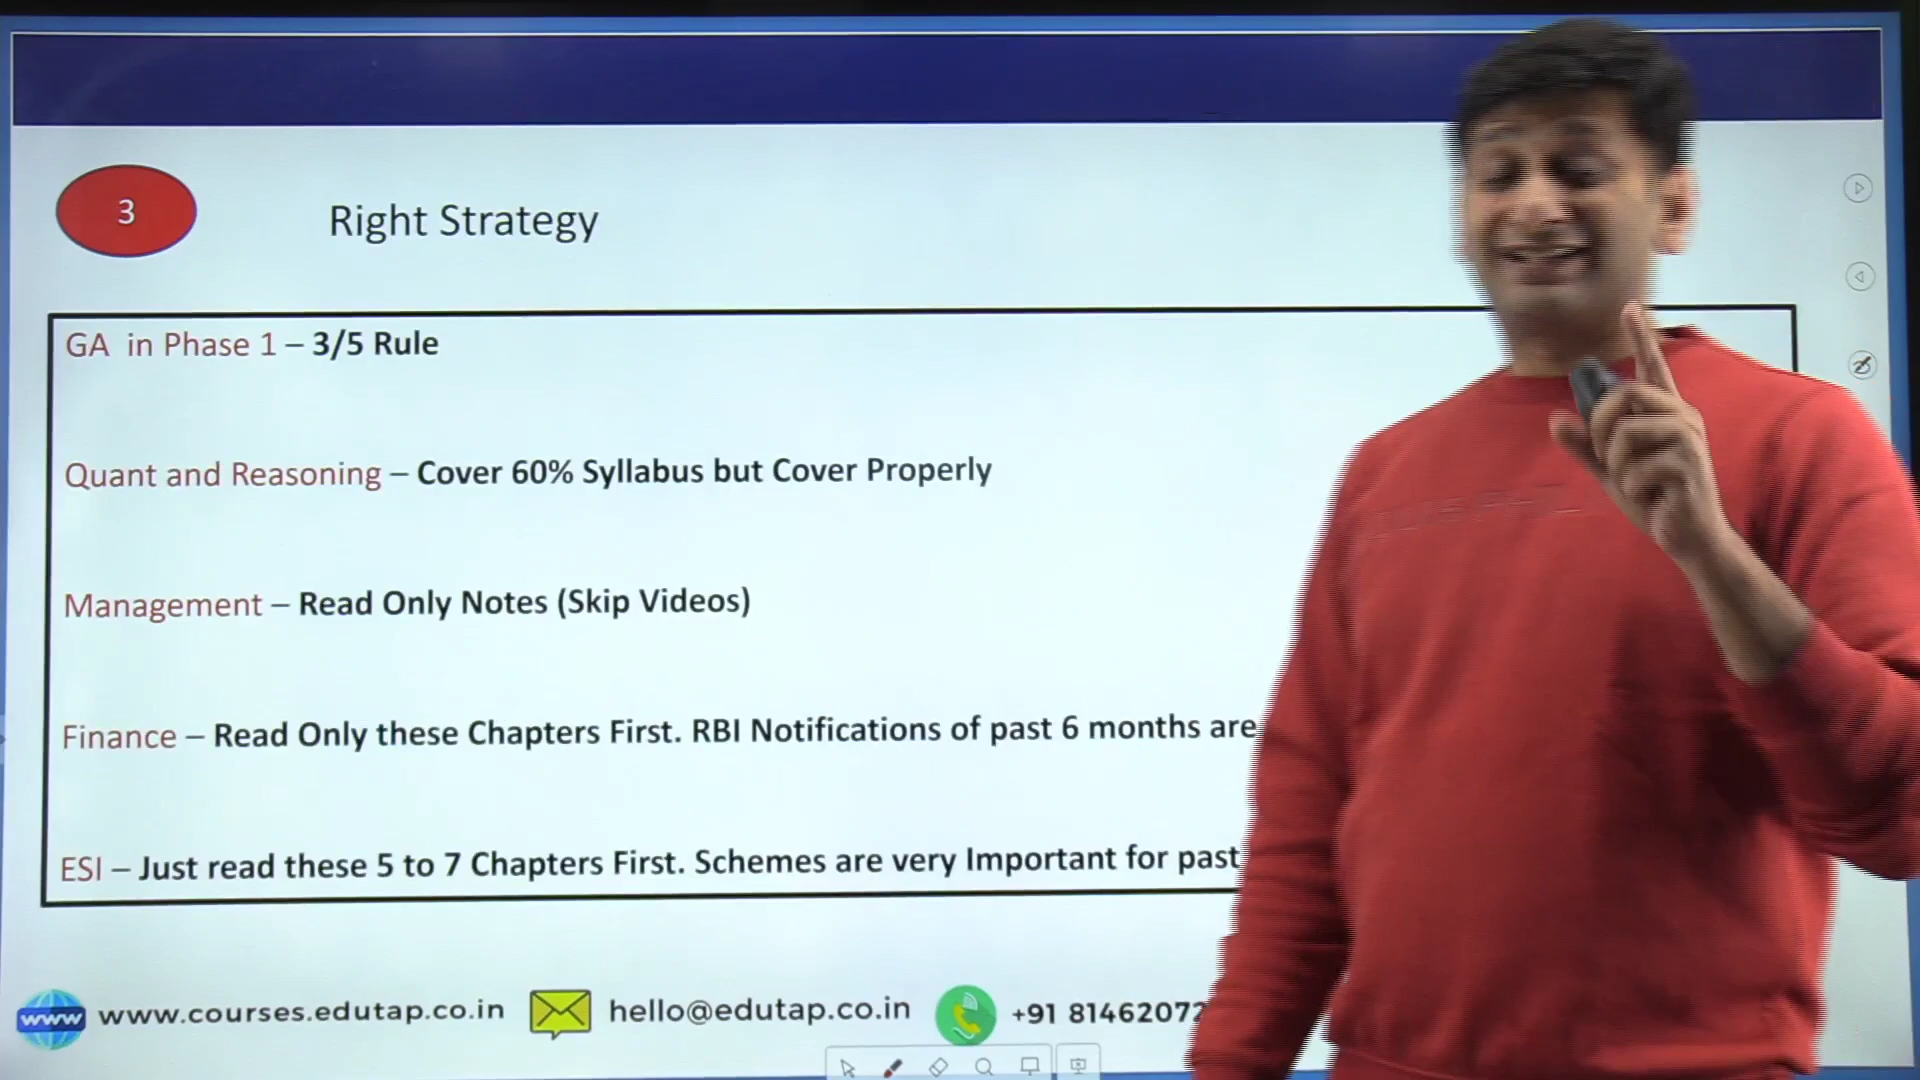 3
Right Strategy
GA in Phase 1 – 3/5 Rule
Quant and Reasoning – Cover 60% Syllabus but Cover Properly
Management – Read Only Notes (Skip Videos)
Finance – Read Only these Chapters First. RBI Notifications of past 6 months are
ESI – Just read these 5 to 7 Chapters First. Schemes are very Important for past
www www.courses.edutap.co.in hello@edutap.co.in +91 81462072